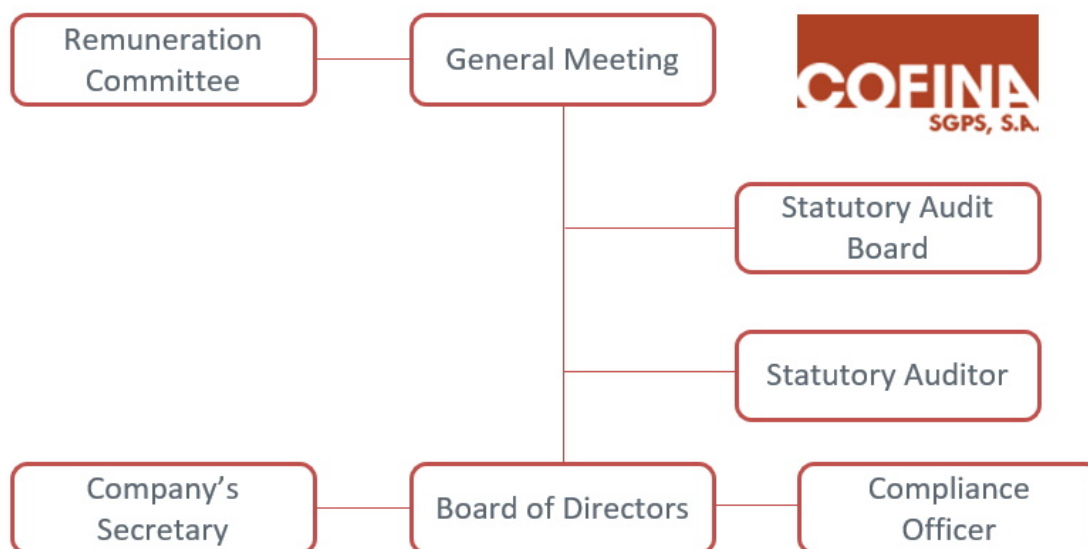 Remuneration
Committee
General Meeting
COFINA
SGPS, S.A.
Statutory Audit
Board
Statutory Auditor
Company’s
Secretary
Board of Directors
Compliance
Officer